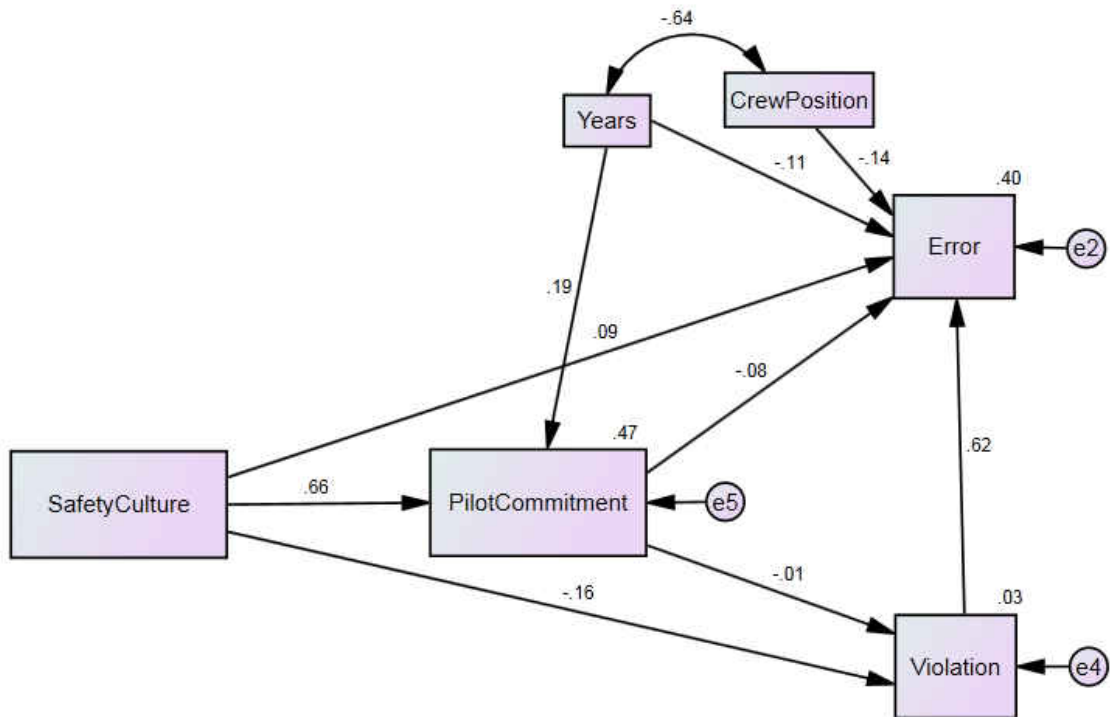 -.64
CrewPosition
Years
-.11
-.14
.40
Error
e2
.19
.09
-.08
.47
.62
SafetyCulture
.66
PilotCommitment
e5
-.01
-.16
.03
Violation
e4